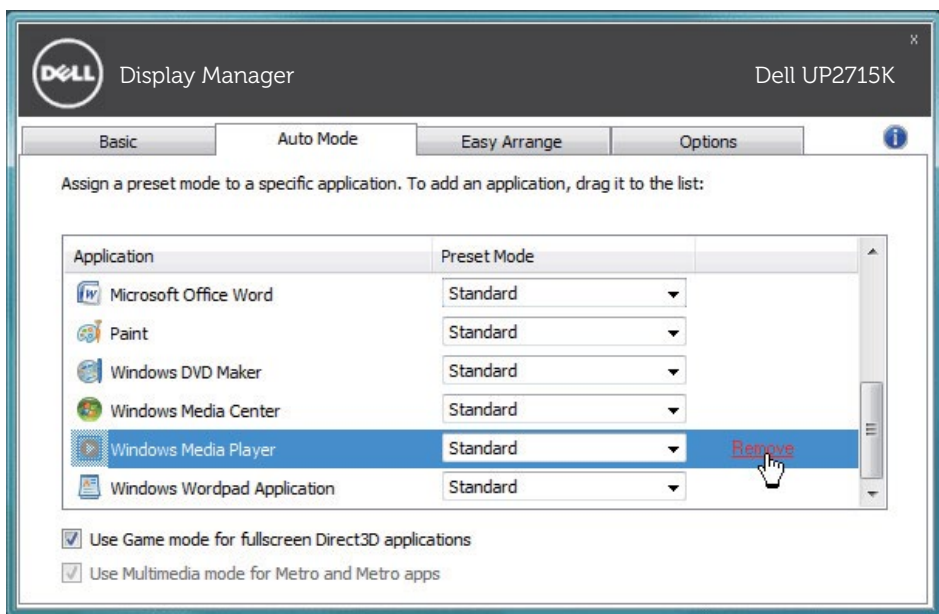 x
DELL Display Manager Dell UP2715K
Basic Auto Mode Easy Arrange Options i
Assign a preset mode to a specific application. To add an application, drag it to the list:
Application Preset Mode
Microsoft Office Word Standard
Paint Standard
Windows DVD Maker Standard
Windows Media Center Standard
Windows Media Player Standard Remove
Windows Wordpad Application Standard
Use Game mode for fullscreen Direct3D applications
Use Multimedia mode for Metro and Metro apps